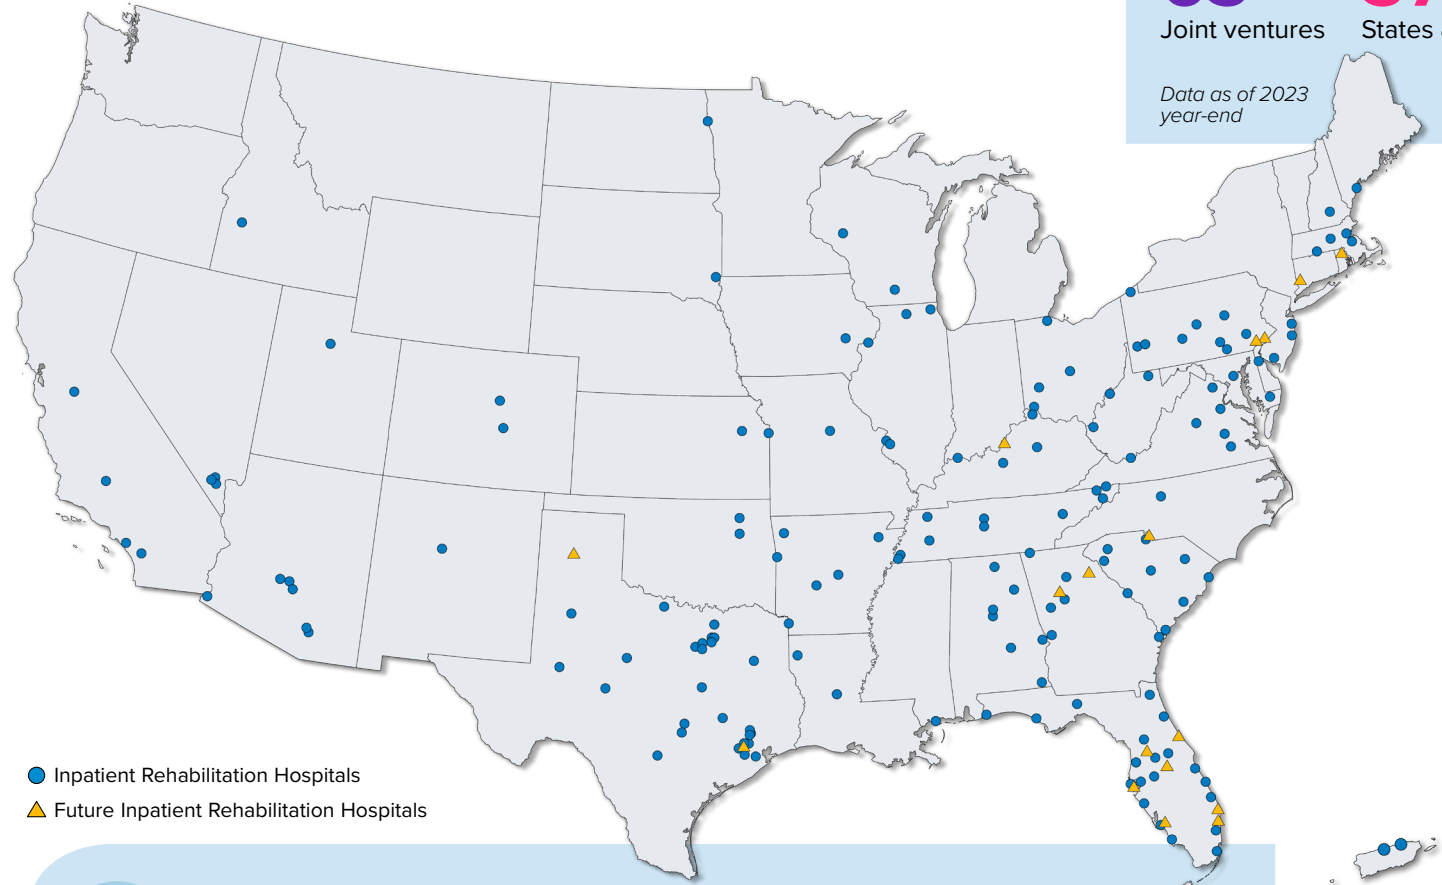 Joint ventures
States
Data as of 2023
year-end
Inpatient Rehabilitation Hospitals
Future Inpatient Rehabilitation Hospitals